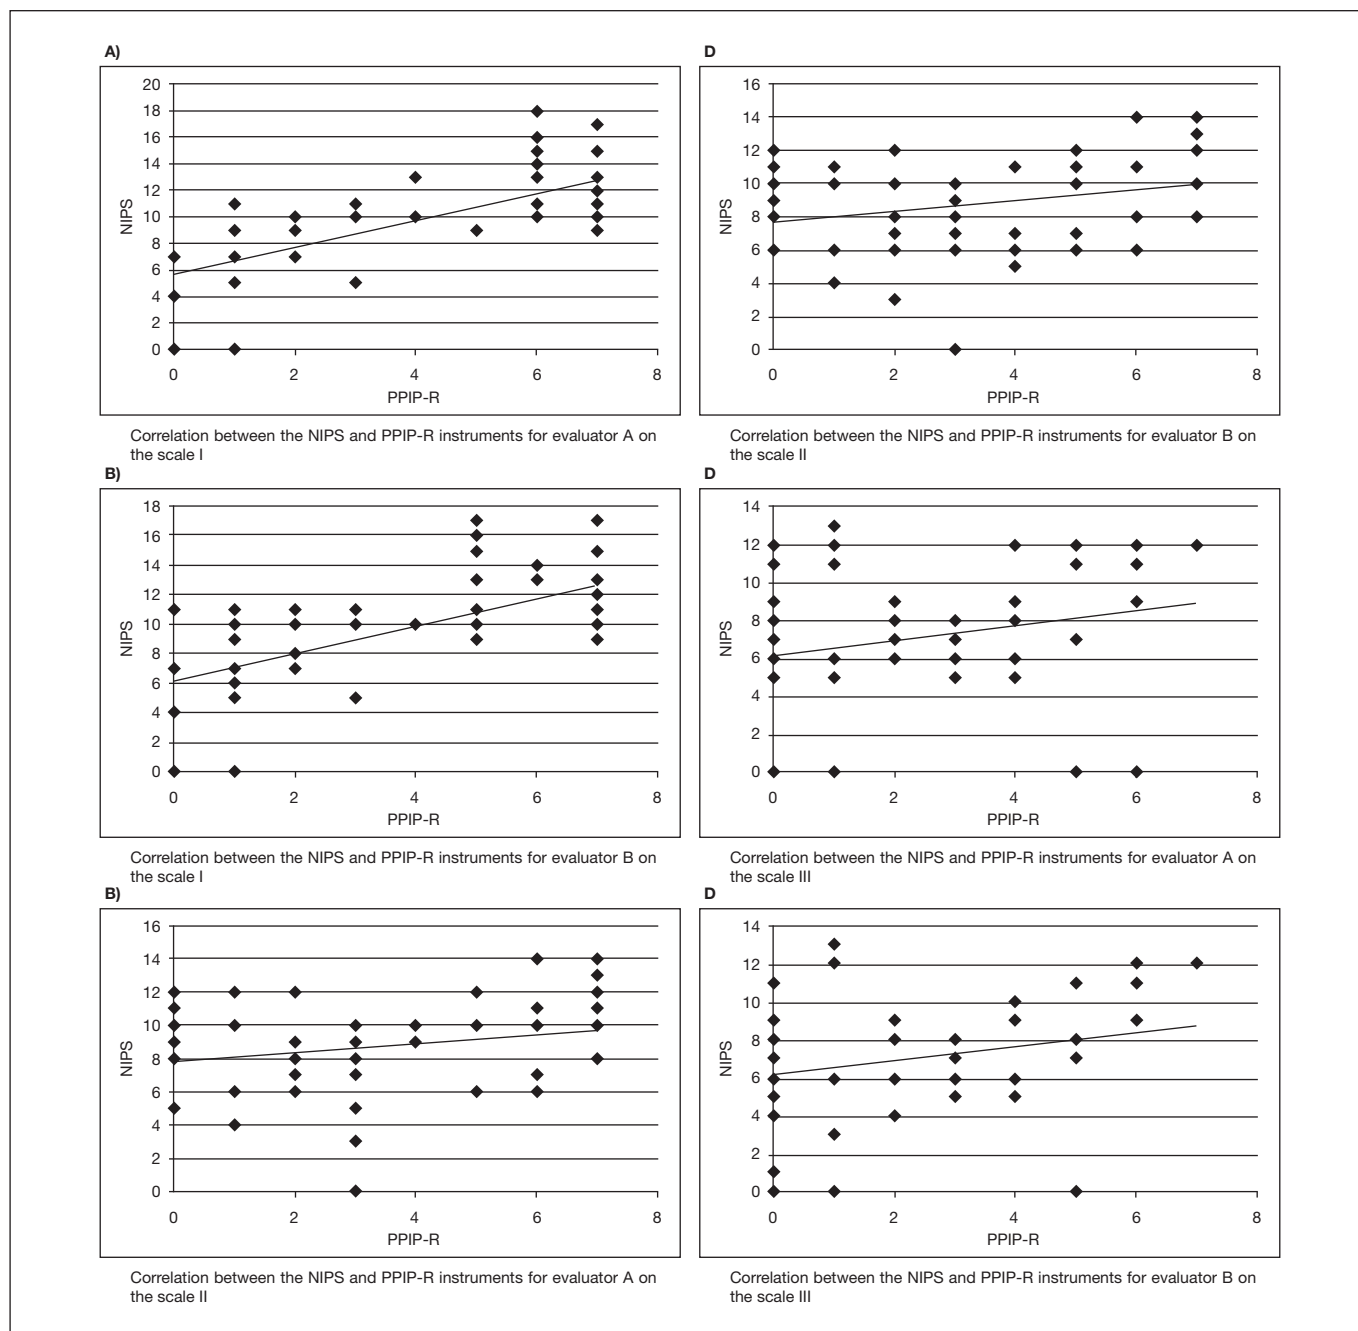 A)
20
18
16
14
12
10
8
6
4
2
0
NIPS
0 2 4 6 8
PPIP-R
Correlation between the NIPS and PPIP-R instruments for evaluator A on
the scale I
B)
18
16
14
12
10
8
6
4
2
0
NIPS
0 2 4 6 8
PPIP-R
Correlation between the NIPS and PPIP-R instruments for evaluator B on
the scale I
B)
16
14
12
10
8
6
4
2
0
NIPS
0 2 4 6 8
PPIP-R
Correlation between the NIPS and PPIP-R instruments for evaluator A on
the scale II
D
16
14
12
10
8
6
4
2
0
NIPS
0 2 4 6 8
PPIP-R
Correlation between the NIPS and PPIP-R instruments for evaluator B on
the scale II
D
14
12
10
8
6
4
2
0
NIPS
0 2 4 6 8
PPIP-R
Correlation between the NIPS and PPIP-R instruments for evaluator A on
the scale III
D
14
12
10
8
6
4
2
0
NIPS
0 2 4 6 8
PPIP-R
Correlation between the NIPS and PPIP-R instruments for evaluator B on
the scale III